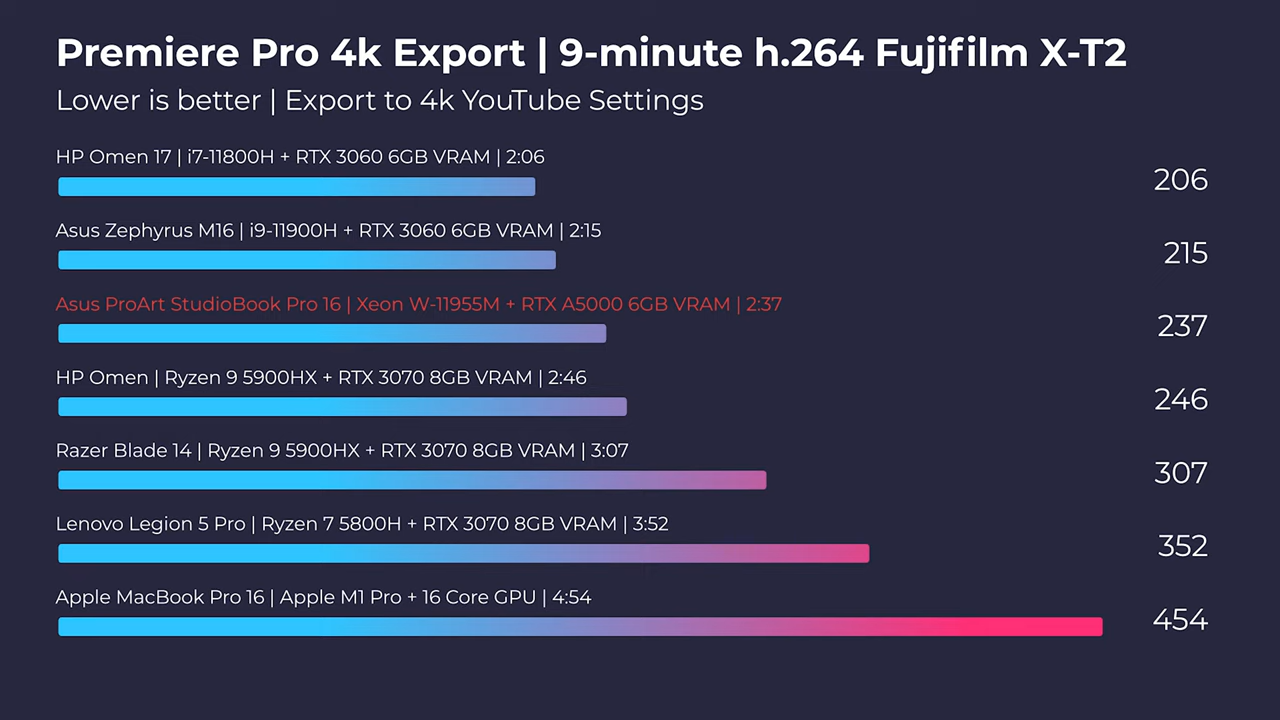 Premiere Pro 4k Export | 9-minute h.264 Fujifilm X-T2
Lower is better | Export to 4k YouTube Settings
HP Omen 17 | i7-11800H + RTX 3060 6GB VRAM | 2:06
206
Asus Zephyrus M16 | i9-11900H + RTX 3060 6GB VRAM | 2:15
215
Asus ProArt StudioBook Pro 16 | Xeon W-11955M + RTX A5000 6GB VRAM | 2:37
237
HP Omen | Ryzen 9 5900HX + RTX 3070 8GB VRAM | 2:46
246
Razer Blade 14 | Ryzen 9 5900HX + RTX 3070 8GB VRAM | 3:07
307
Lenovo Legion 5 Pro | Ryzen 7 5800H + RTX 3070 8GB VRAM | 3:52
352
Apple MacBook Pro 16 | Apple M1 Pro + 16 Core GPU | 4:54
454